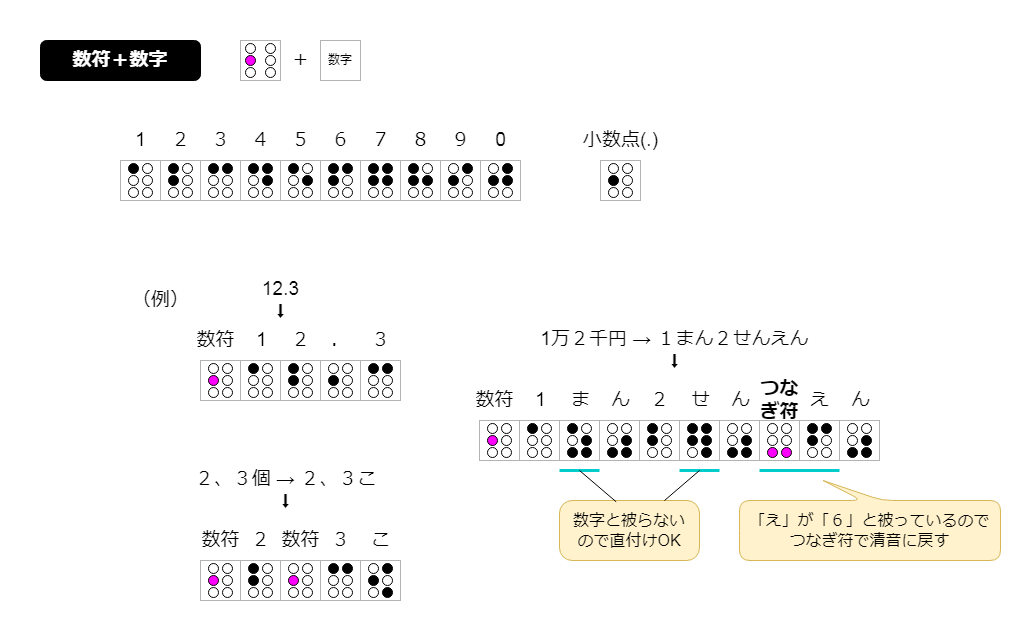 数符+数字
+
数字
1 2 3 4 5 6 7 8 9 0
小数点(.)
(例)
12.3
数符 1 2 . 3
2、3個 → 2、3こ
数符 2 数符 3 こ
1万2千円 → 1まん2せんえん
数符 1 ま ん 2 せ ん つなぎ符 え ん
数字と被らない
ので直付けOK
「え」が「6」と被っているので
つなぎ符で清音に戻す